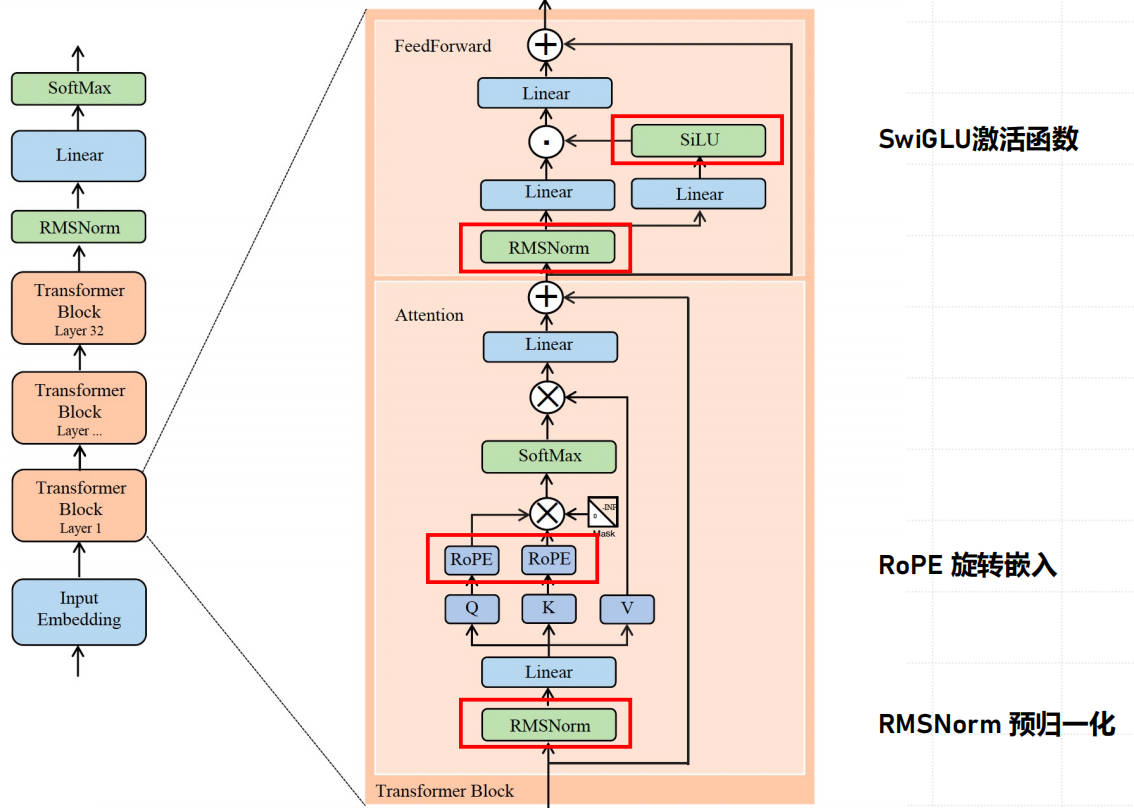 SoftMax
Linear
RMSNorm
Transformer
Block
Layer 32
Transformer
Block
Layer ...
Transformer
Block
Layer 1
Input
Embedding
FeedForward
Linear
SiLU
Linear
Linear
RMSNorm
Attention
Linear
SoftMax
-INF
0
Mask
RoPE
RoPE
Q
K
V
Linear
RMSNorm
Transformer Block
SwiGLU激活函数
RoPE 旋转嵌入
RMSNorm 预归一化